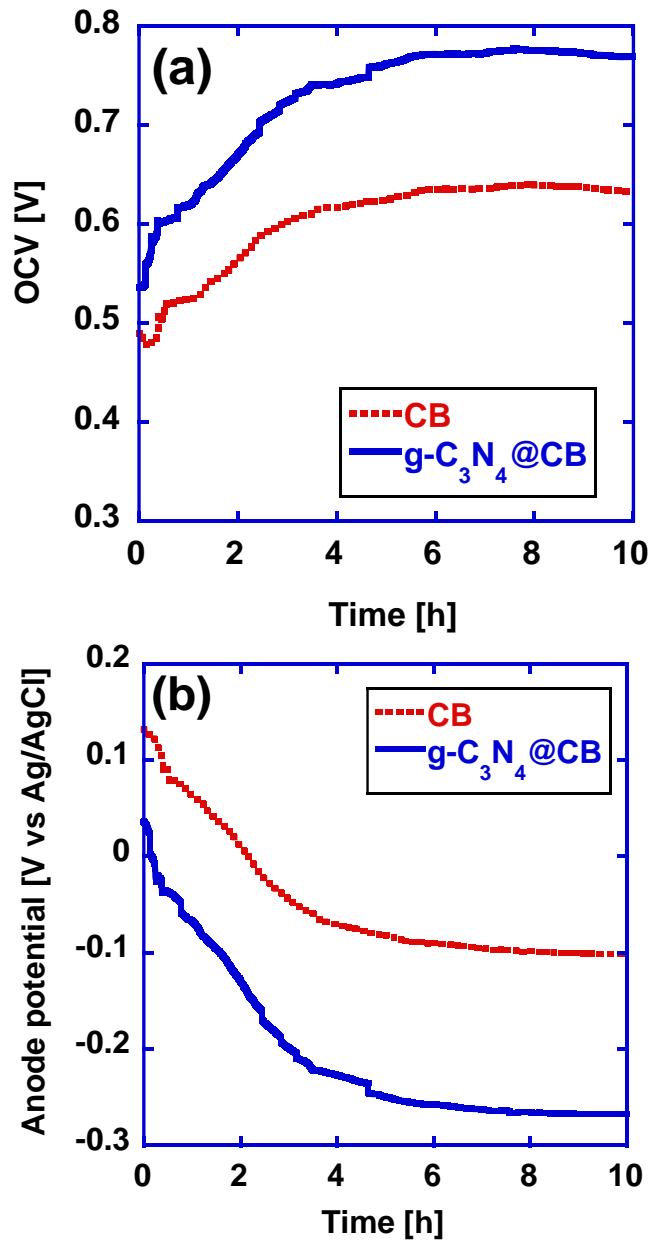 (a)
0.8
0.7
0.6
0.5
0.4
0.3
OCV [V]
CB
g-C₃N₄@CB
0 2 4 6 8 10
Time [h]
(b)
0.2
0.1
0
-0.1
-0.2
-0.3
Anode potential [V vs Ag/AgCl]
CB
g-C₃N₄@CB
0 2 4 6 8 10
Time [h]